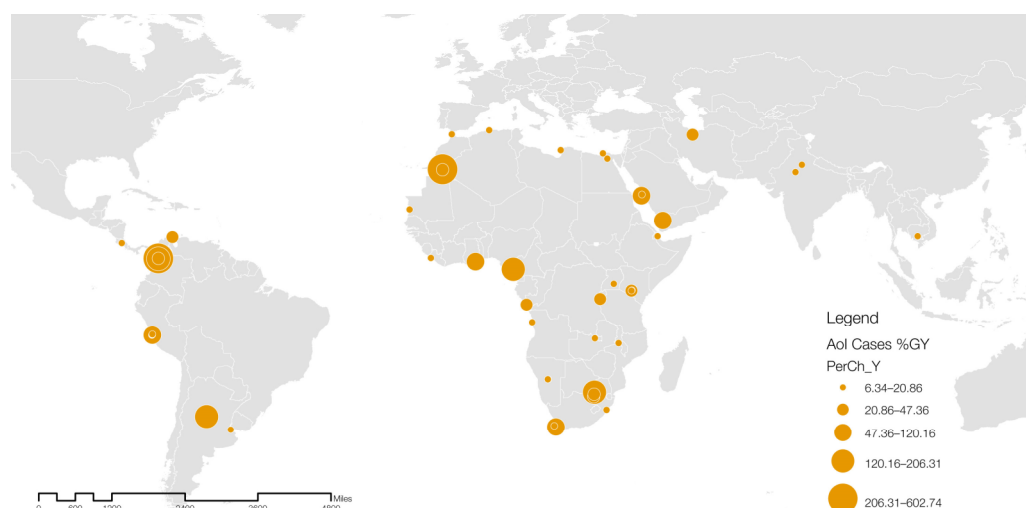 Legend
AoI Cases %GY
PerCh_Y
6.34–20.86
20.86–47.36
47.36–120.16
120.16–206.31
206.31–602.74
Miles
0 600 1200 2400 3600 4800